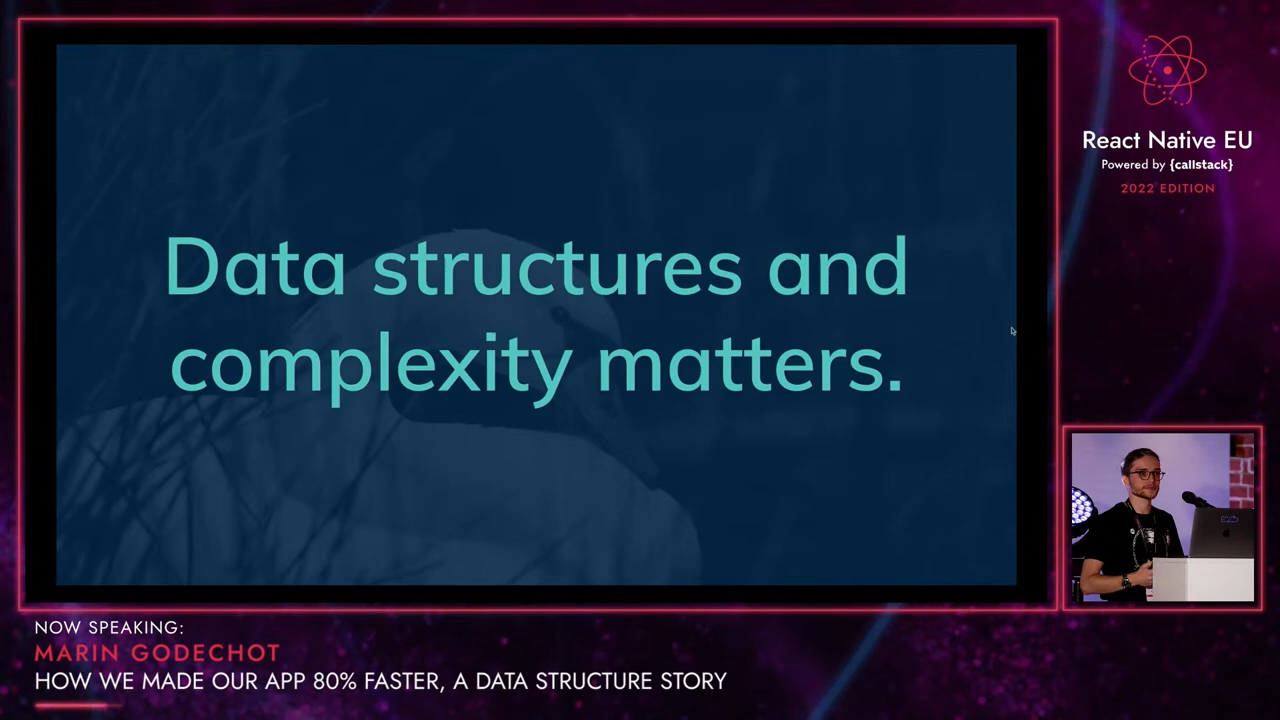 Data structures and
complexity matters.
React Native EU
Powered by {callstack}
2022 EDITION
NOW SPEAKING:
MARIN GODECHOT
HOW WE MADE OUR APP 80% FASTER, A DATA STRUCTURE STORY